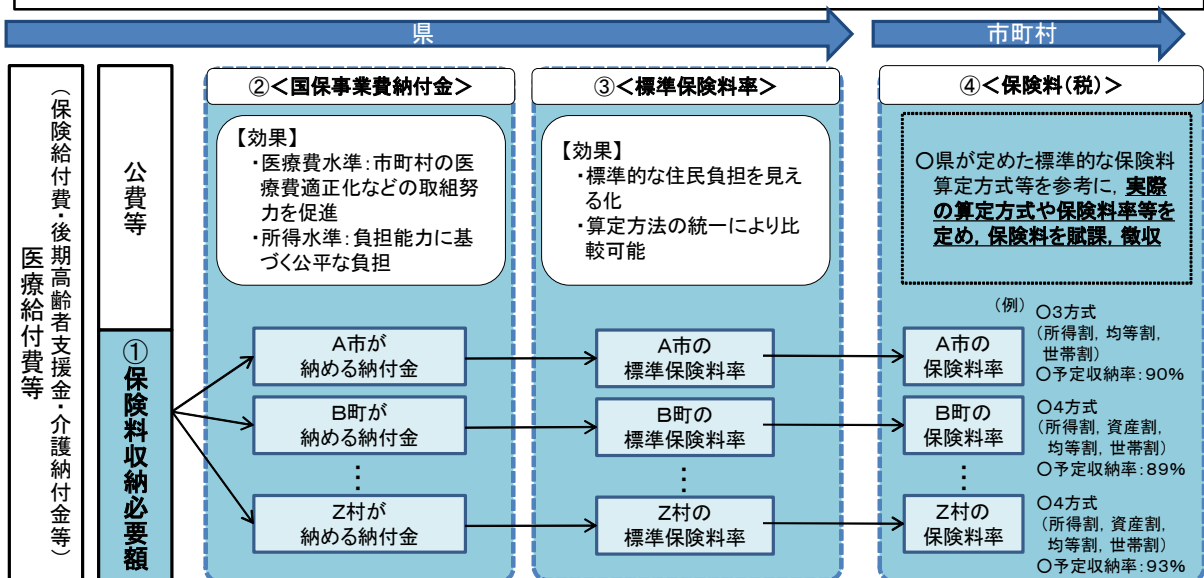 県
市町村
医療給付費等
(保険給付費・後期高齢者支援金・介護納付金等)
公費等
①保険料収納必要額
②<国保事業費納付金>
【効果】
・医療費水準:市町村の医
療費適正化などの取組努
力を促進
・所得水準:負担能力に基
づく公平な負担
A市が
納める納付金
B町が
納める納付金
⋮
Z村が
納める納付金
③<標準保険料率>
【効果】
・標準的な住民負担を見え
る化
・算定方法の統一により比
較可能
A市の
標準保険料率
B町の
標準保険料率
⋮
Z村の
標準保険料率
④<保険料(税)>
○県が定めた標準的な保険料
算定方式等を参考に,実際
の算定方式や保険料率等を
定め,保険料を賦課,徴収
(例)
A市の
保険料率
○3方式
(所得割,均等割,
世帯割)
○予定収納率:90%
B町の
保険料率
○4方式
(所得割,資産割,
均等割,世帯割)
○予定収納率:89%
⋮
Z村の
保険料率
○4方式
(所得割,資産割,
均等割,世帯割)
○予定収納率:93%